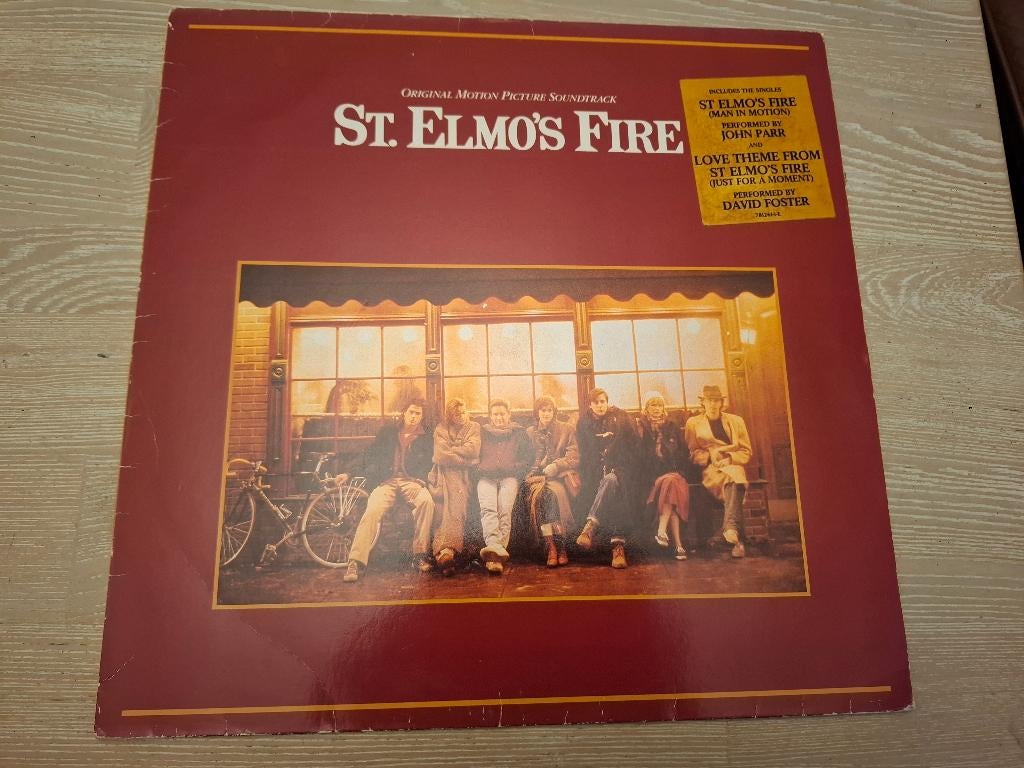 ORIGINAL MOTION PICTURE SOUNDTRACK
ST. ELMO'S FIRE
INCLUDES THE SINGLES
ST ELMO'S FIRE
(MAN IN MOTION)
PERFORMED BY
JOHN PARR
AND
LOVE THEME FROM
ST ELMO'S FIRE
(JUST FOR A MOMENT)
PERFORMED BY
DAVID FOSTER